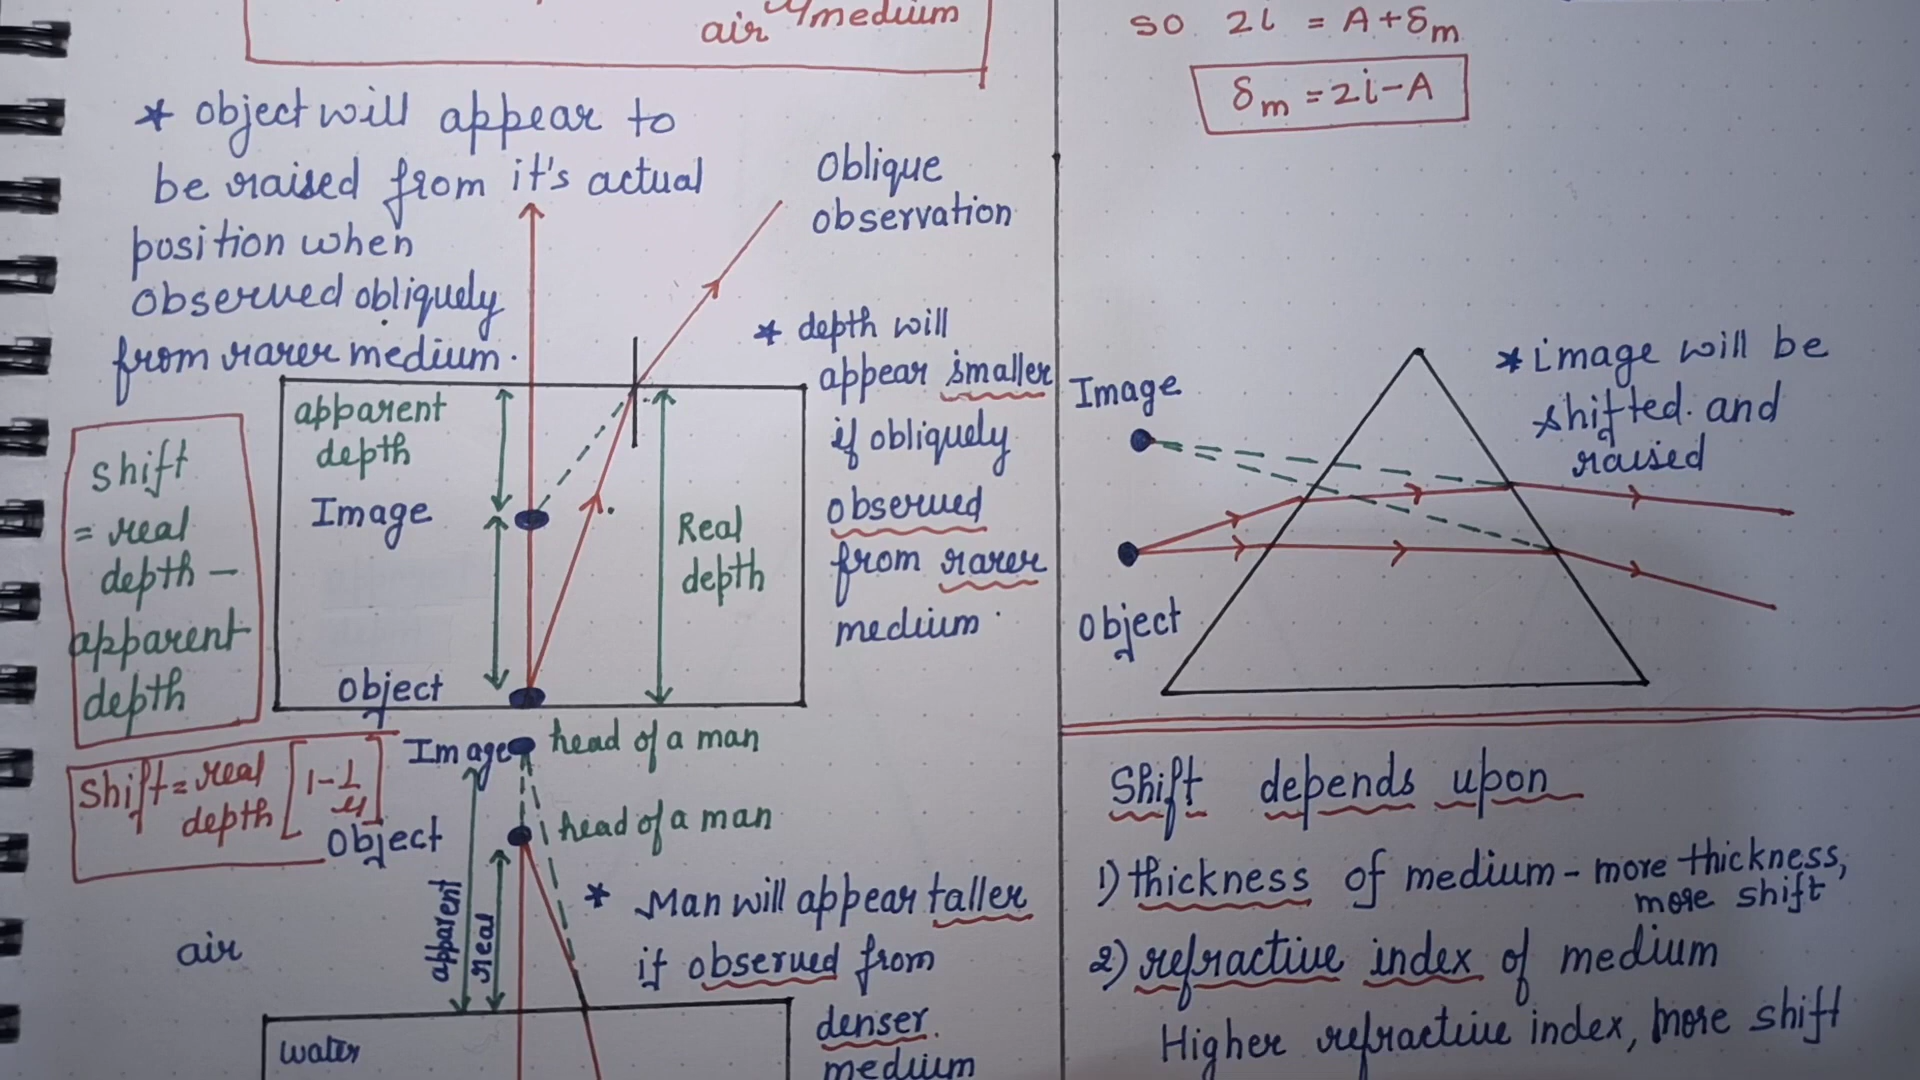 air μ medium
* object will appear to
be raised from it's actual
position when
observed obliquely
from rarer medium.
Oblique
observation
* depth will
appear smaller
if obliquely
observed
from rarer
medium.
apparent
depth
Image
Real
depth
Object
Shift
= real
depth –
apparent
depth
Shift = real
depth [1 - 1/μ]
Image
head of a man
Object
head of a man
apparent
real
* Man will appear taller
if observed from
denser.
medium
air
water
so 2i = A + δm
δm = 2i - A
Image
* image will be
shifted. and
raised
Object
Shift depends upon
1) thickness of medium - more thickness,
more shift
2) refractive index of medium
Higher refractive index, more shift